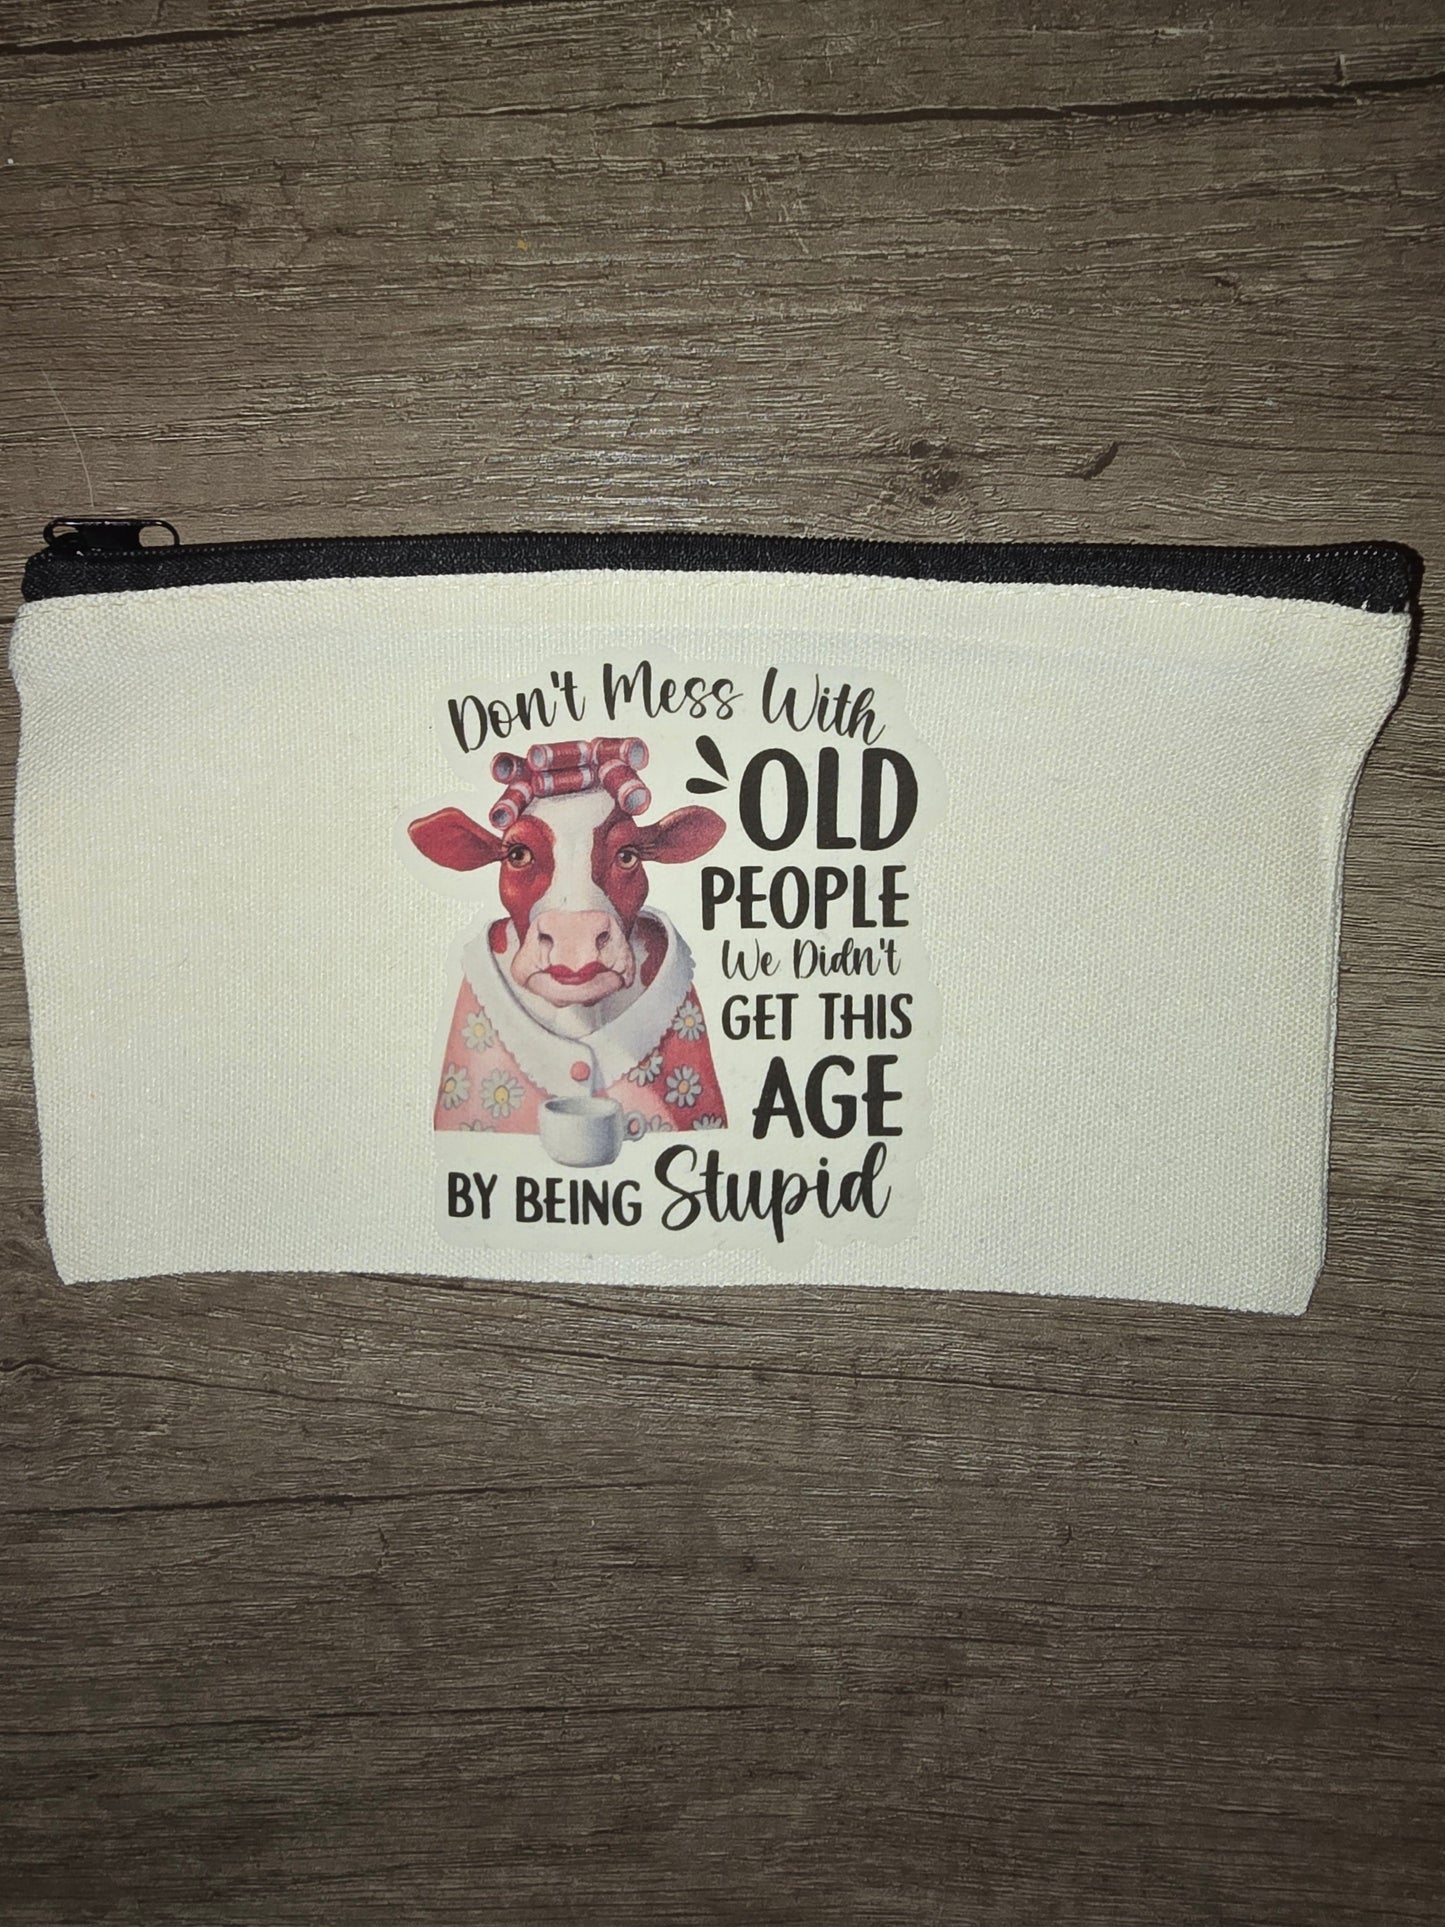 Don't Mess With
OLD
PEOPLE
We Didn't
GET THIS
AGE
BY BEING Stupid